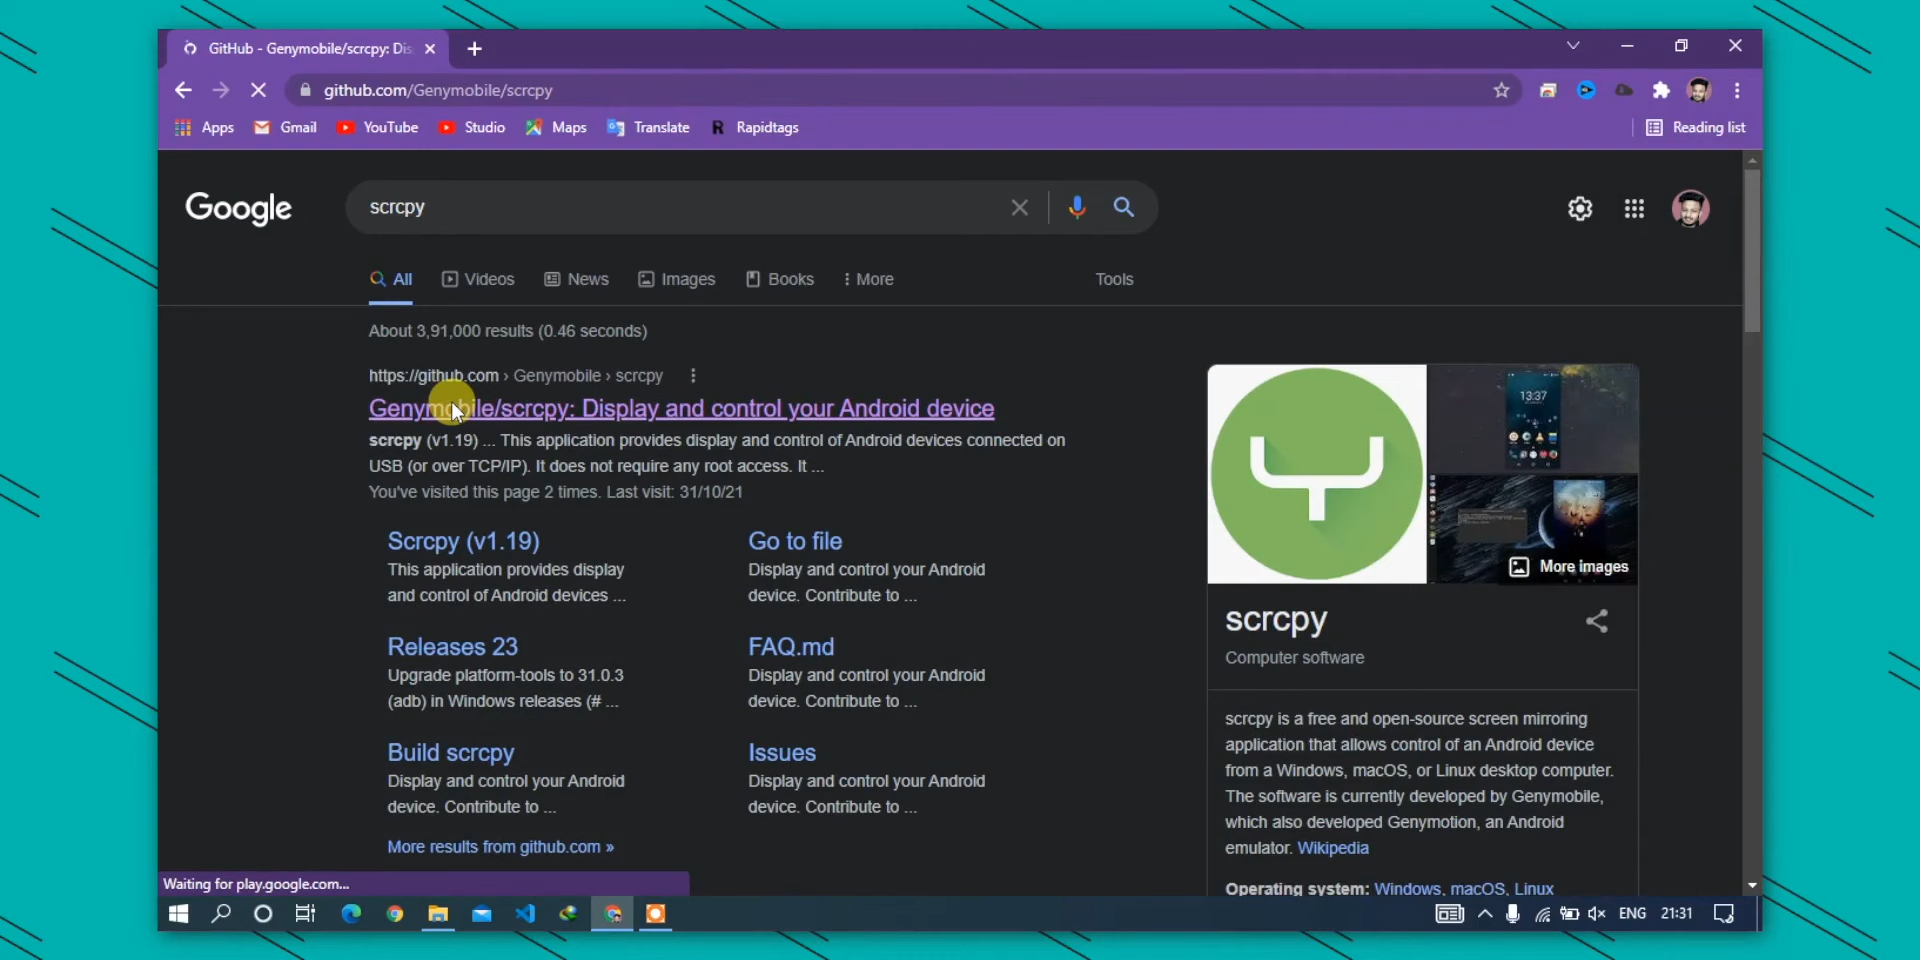 GitHub - Genymobile/scrcpy: Dis
github.com/Genymobile/scrcpy
Apps Gmail YouTube Studio Maps Translate Rapidtags Reading list
Google scrcpy
All Videos News Images Books More Tools
About 3,91,000 results (0.46 seconds)
https://github.com › Genymobile › scrcpy
Genymobile/scrcpy: Display and control your Android device
scrcpy (v1.19) ... This application provides display and control of Android devices connected on
USB (or over TCP/IP). It does not require any root access. It ...
You've visited this page 2 times. Last visit: 31/10/21
Scrcpy (v1.19)
This application provides display
and control of Android devices ...
Go to file
Display and control your Android
device. Contribute to ...
Releases 23
Upgrade platform-tools to 31.0.3
(adb) in Windows releases (# ...
FAQ.md
Display and control your Android
device. Contribute to ...
Build scrcpy
Display and control your Android
device. Contribute to ...
Issues
Display and control your Android
device. Contribute to ...
More results from github.com »
13:37
More images
scrcpy
Computer software
scrcpy is a free and open-source screen mirroring
application that allows control of an Android device
from a Windows, macOS, or Linux desktop computer.
The software is currently developed by Genymobile,
which also developed Genymotion, an Android
emulator. Wikipedia
Operating system: Windows, macOS, Linux
Waiting for play.google.com...
ENG 21:31